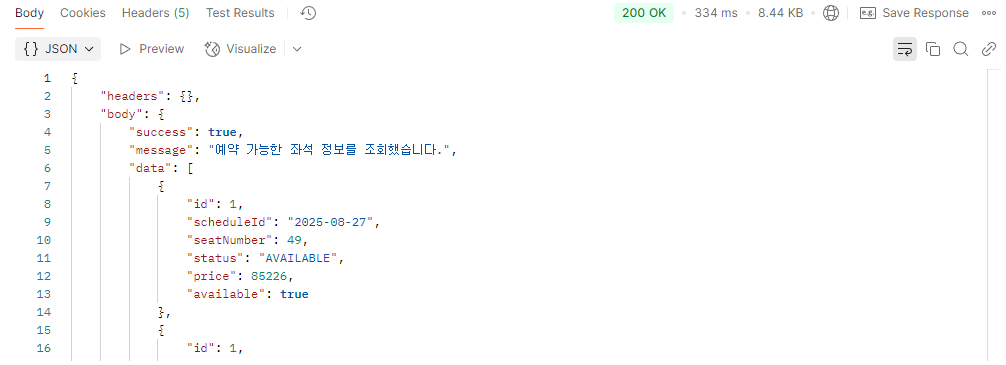 Body Cookies Headers (5) Test Results 200 OK • 334 ms • 8.44 KB • e.g. Save Response
{} JSON Preview Visualize
1 {
2 "headers": {},
3 "body": {
4 "success": true,
5 "message": "예약 가능한 좌석 정보를 조회했습니다.",
6 "data": [
7 {
8 "id": 1,
9 "scheduleId": "2025-08-27",
10 "seatNumber": 49,
11 "status": "AVAILABLE",
12 "price": 85226,
13 "available": true
14 },
15 {
16 "id": 1,